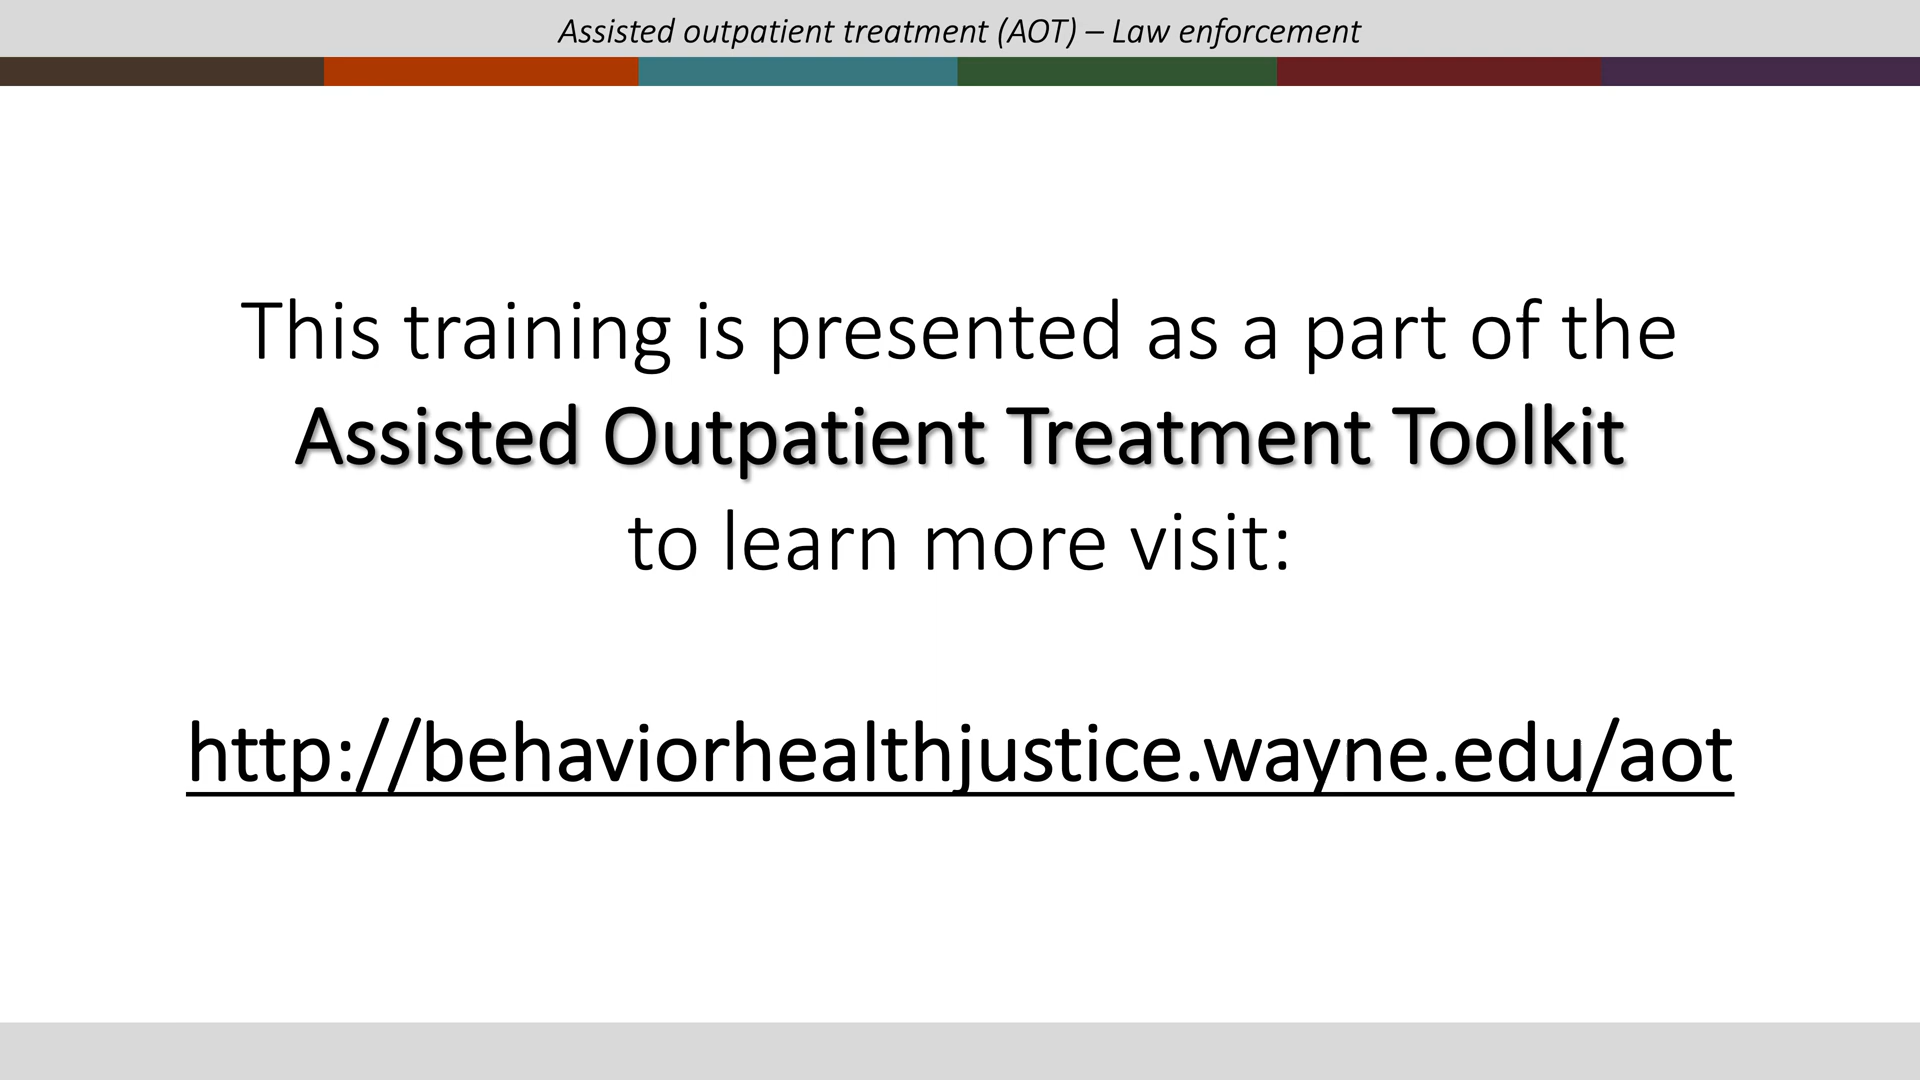 Assisted outpatient treatment (AOT) – Law enforcement
This training is presented as a part of the
Assisted Outpatient Treatment Toolkit
to learn more visit:
http://behaviorhealthjustice.wayne.edu/aot